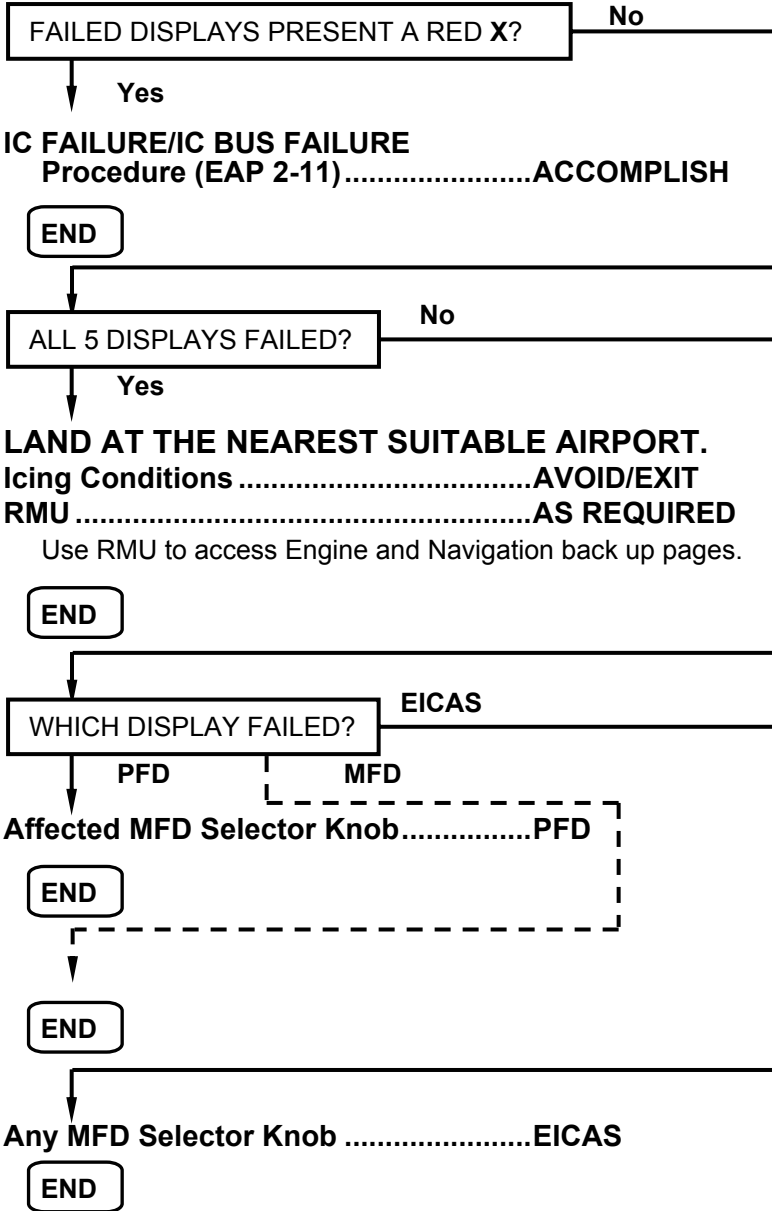 FAILED DISPLAYS PRESENT A RED X?
No
Yes
IC FAILURE/IC BUS FAILURE
Procedure (EAP 2-11).......................ACCOMPLISH
END
ALL 5 DISPLAYS FAILED?
No
Yes
LAND AT THE NEAREST SUITABLE AIRPORT.
Icing Conditions ....................................AVOID/EXIT
RMU ........................................................AS REQUIRED
Use RMU to access Engine and Navigation back up pages.
END
WHICH DISPLAY FAILED?
EICAS
PFD
MFD
Affected MFD Selector Knob................PFD
END
END
Any MFD Selector Knob .......................EICAS
END